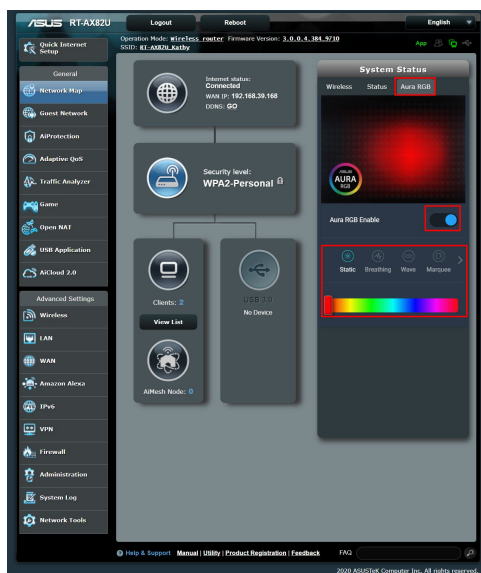 ASUS RT-AX82U
Logout
Reboot
English
Operation Mode: Wireless router Firmware Version: 3.0.0.4.384_9710
SSID: RT-AX82U_Kathy
App
Quick Internet
Setup
General
Network Map
Guest Network
AiProtection
Adaptive QoS
Traffic Analyzer
Game
Open NAT
USB Application
AiCloud 2.0
Advanced Settings
Wireless
LAN
WAN
Amazon Alexa
IPv6
VPN
Firewall
Administration
System Log
Network Tools
Internet status:
Connected
WAN IP: 192.168.39.168
DDNS: GO
Security level:
WPA2-Personal
Clients: 2
View List
AiMesh Node: 0
USB 3.0
No Device
System Status
Wireless
Status
Aura RGB
ASUS
AURA
RGB
Aura RGB Enable
Static
Breathing
Wave
Marquee
Help & Support Manual | Utility | Product Registration | Feedback
FAQ
2020 ASUSTeK Computer Inc. All rights reserved.